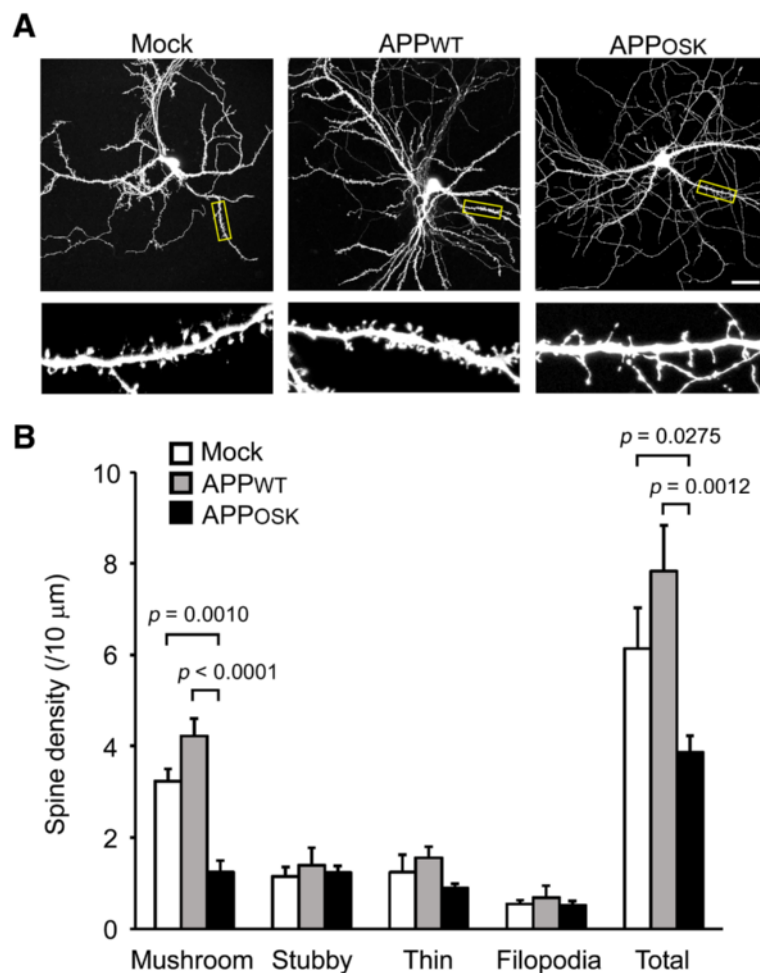 A
Mock
APPWT
APPOSK
B
Mock
APPWT
APPOSK
p = 0.0275
p = 0.0012
p = 0.0010
p < 0.0001
Spine density (/10 μm)
10
8
6
4
2
0
Mushroom Stubby Thin Filopodia Total